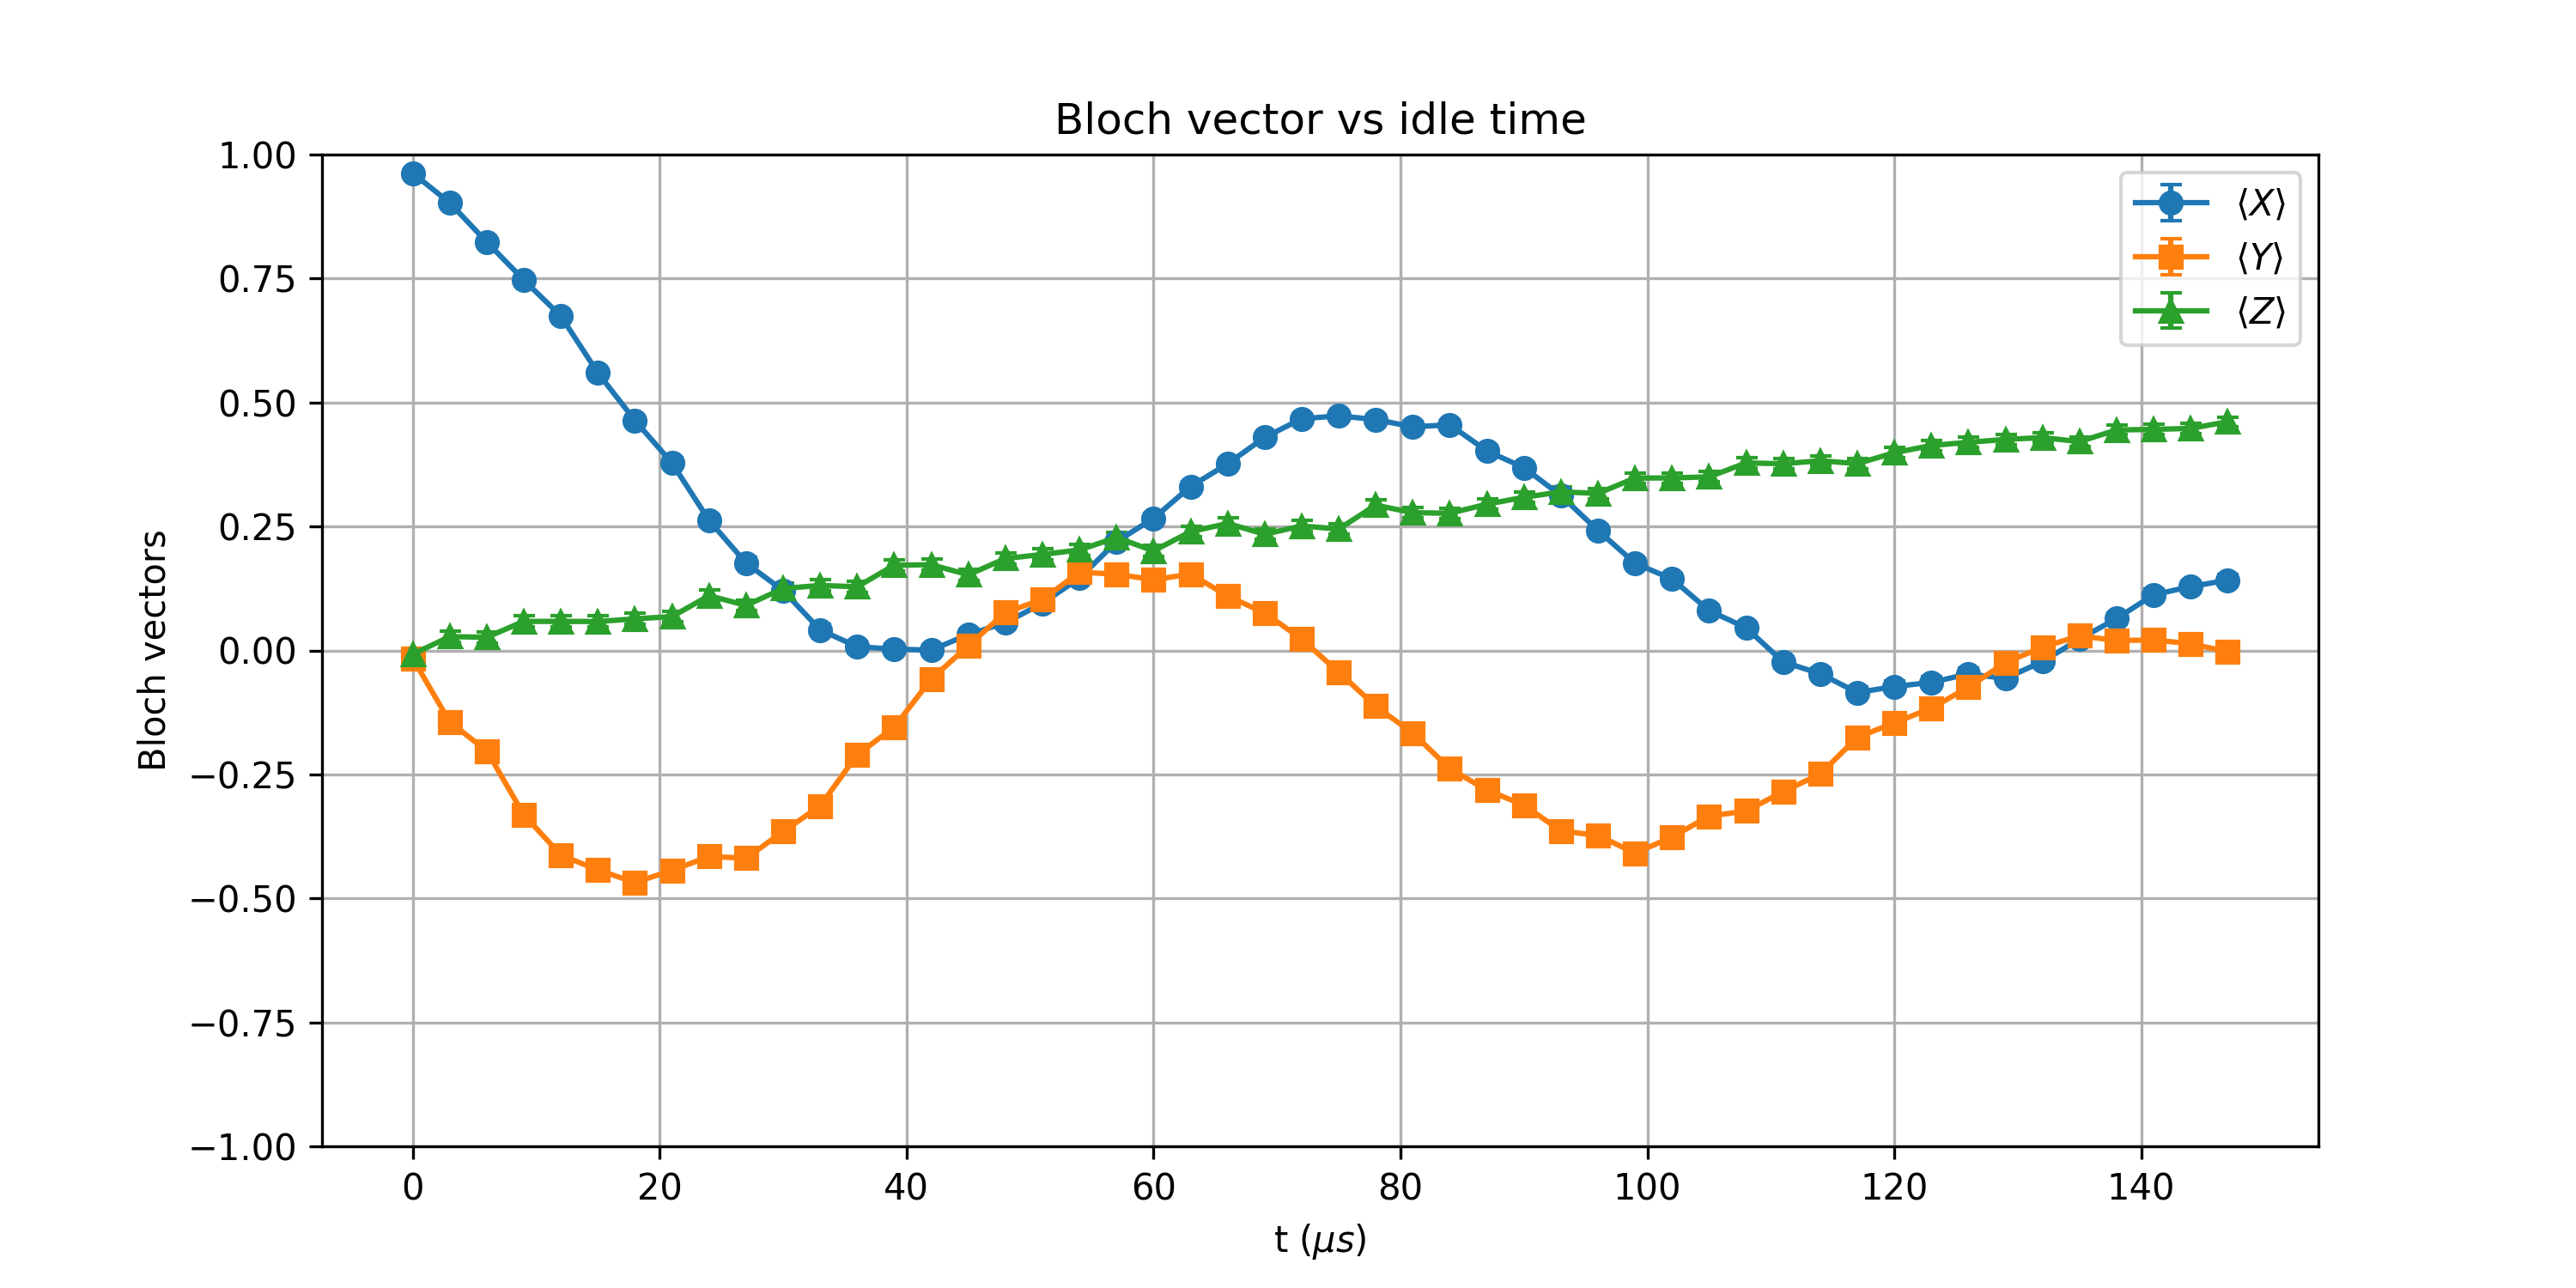 Bloch vector vs idle time
1.00
0.75
0.50
0.25
0.00
−0.25
−0.50
−0.75
−1.00
Bloch vectors
0 20 40 60 80 100 120 140
t (μs)
⟨X⟩
⟨Y⟩
⟨Z⟩